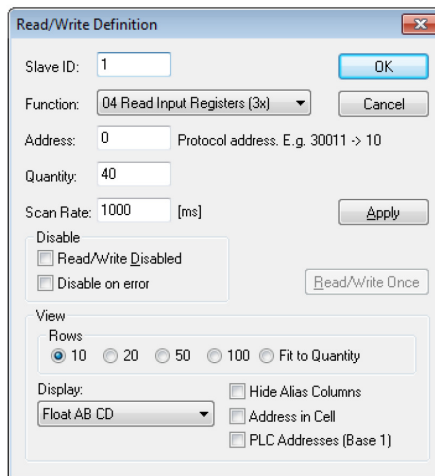 Read/Write Definition
Slave ID: 1 OK
Function: 04 Read Input Registers (3x) Cancel
Address: 0 Protocol address. E.g. 30011 -> 10
Quantity: 40
Scan Rate: 1000 [ms] Apply
Disable
Read/Write Disabled
Disable on error
Read/Write Once
View
Rows
10 20 50 100 Fit to Quantity
Display: Hide Alias Columns
Float AB CD Address in Cell
PLC Addresses (Base 1)